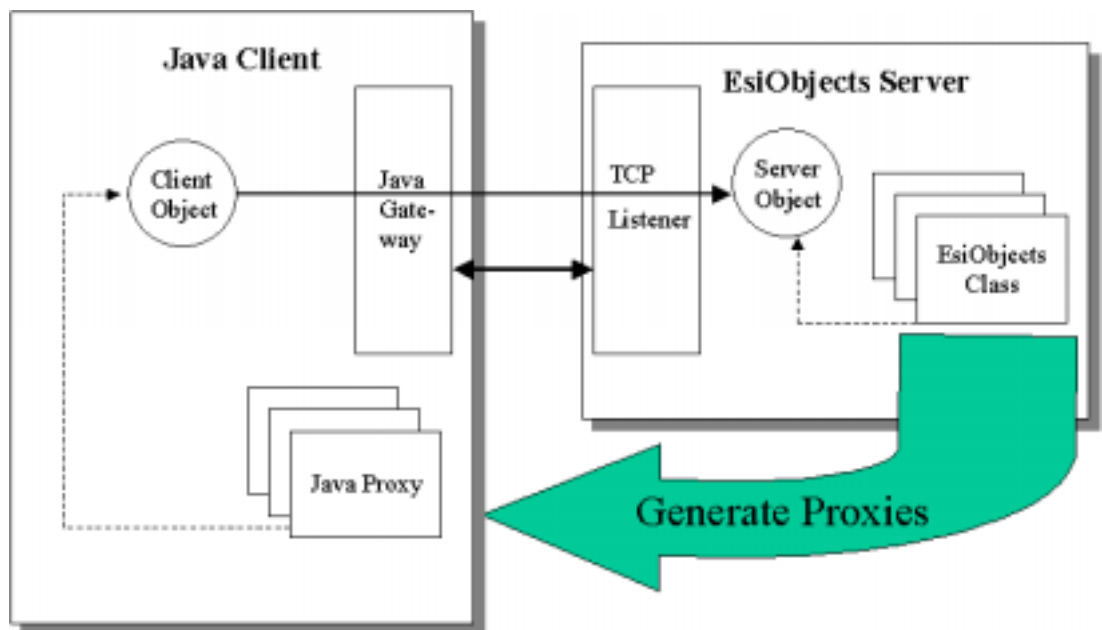 Java Client
EsiObjects Server
Client
Object
Java
Gate-
way
TCP
Listener
Server
Object
EsiObjects
Class
Java Proxy
Generate Proxies